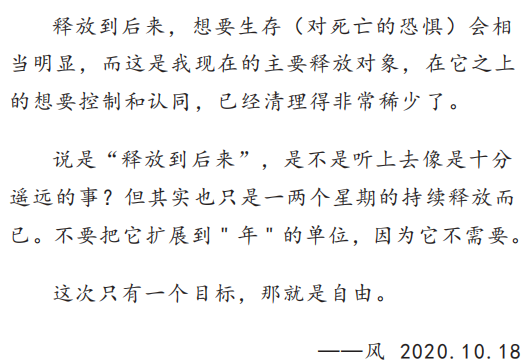 释放到后来，想要生存（对死亡的恐惧）会相
当明显，而这是我现在的主要释放对象，在它之上
的想要控制和认同，已经清理得非常稀少了。
说是“释放到后来”，是不是听上去像是十分
遥远的事？但其实也只是一两个星期的持续释放而
已。不要把它扩展到"年"的单位，因为它不需要。
这次只有一个目标，那就是自由。
——风 2020.10.18